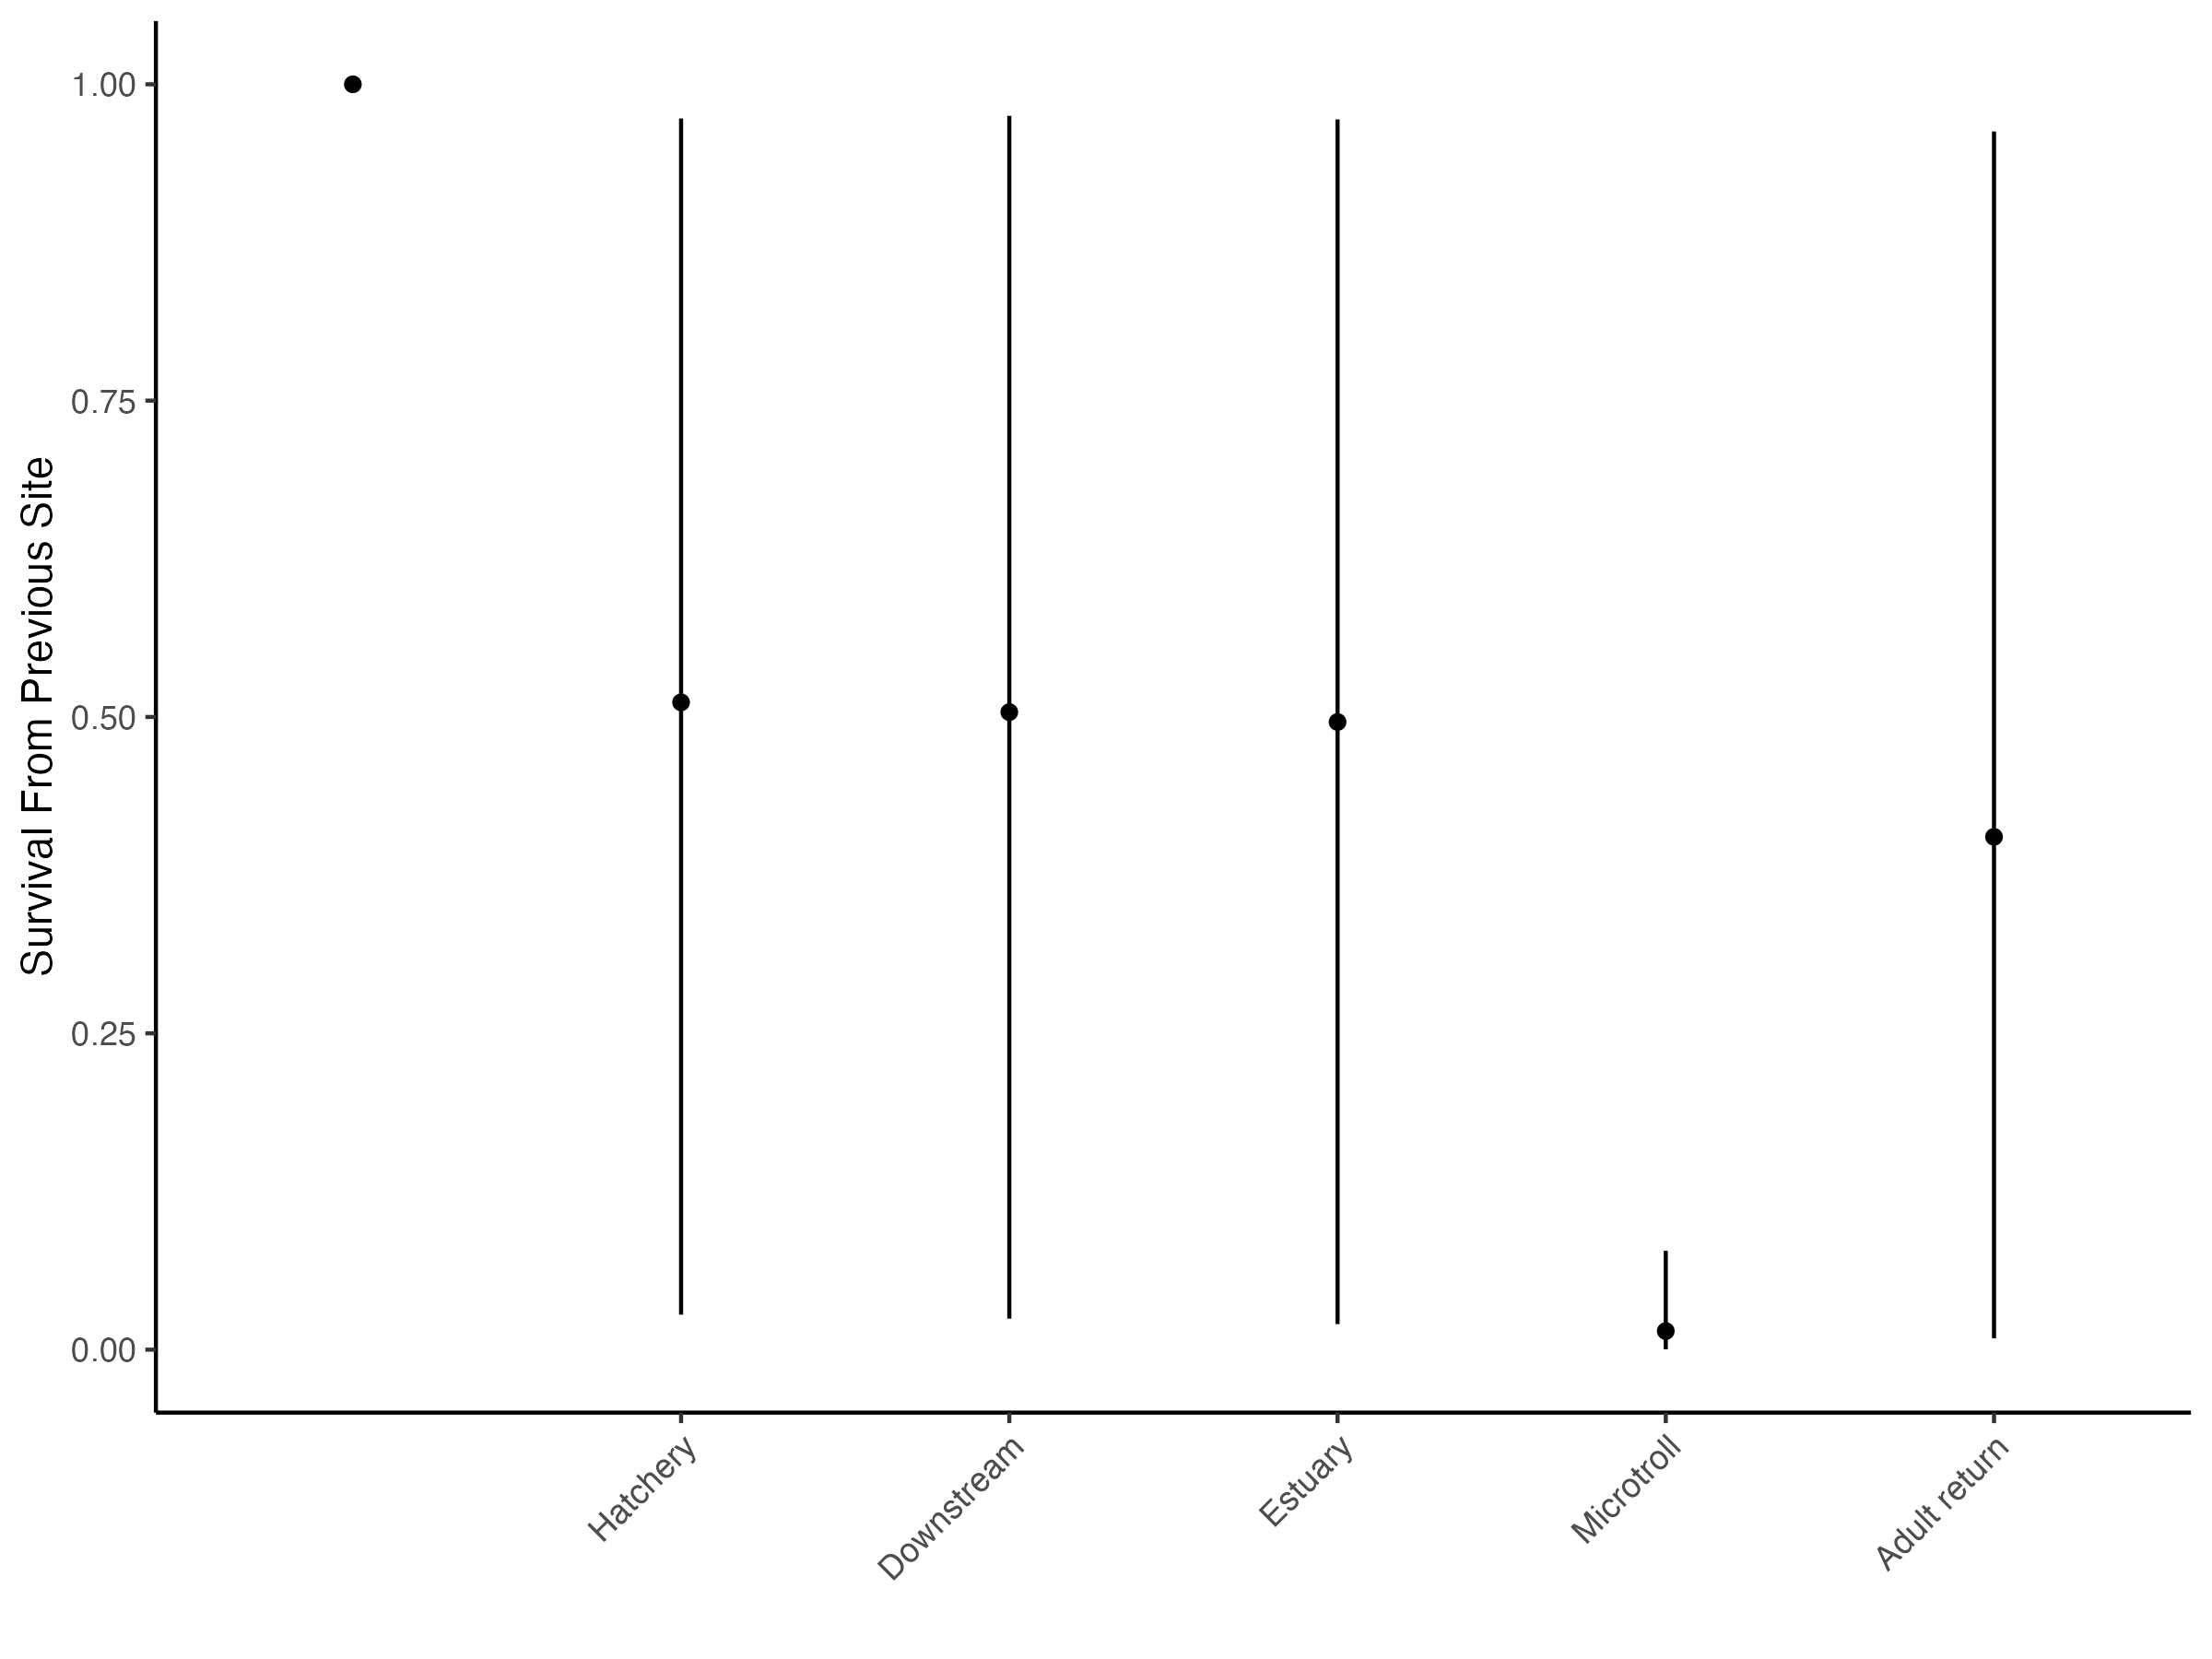 Survival From Previous Site
1.00
0.75
0.50
0.25
0.00
Hatchery
Downstream
Estuary
Microtroll
Adult return